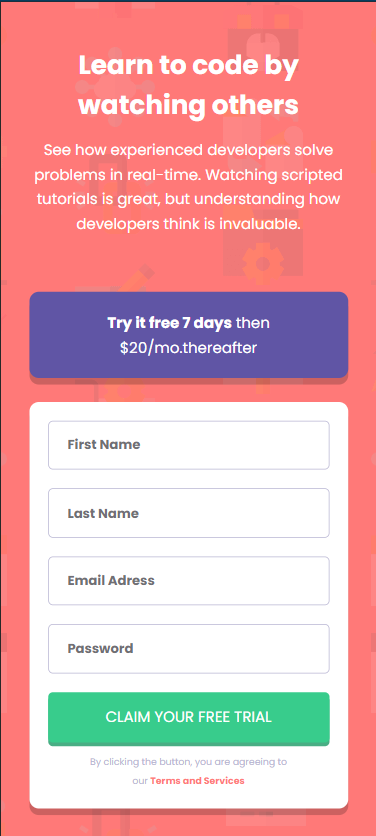 Learn to code by
watching others
See how experienced developers solve
problems in real-time. Watching scripted
tutorials is great, but understanding how
developers think is invaluable.
Try it free 7 days then
$20/mo.thereafter
First Name
Last Name
Email Adress
Password
CLAIM YOUR FREE TRIAL
By clicking the button, you are agreeing to
our Terms and Services